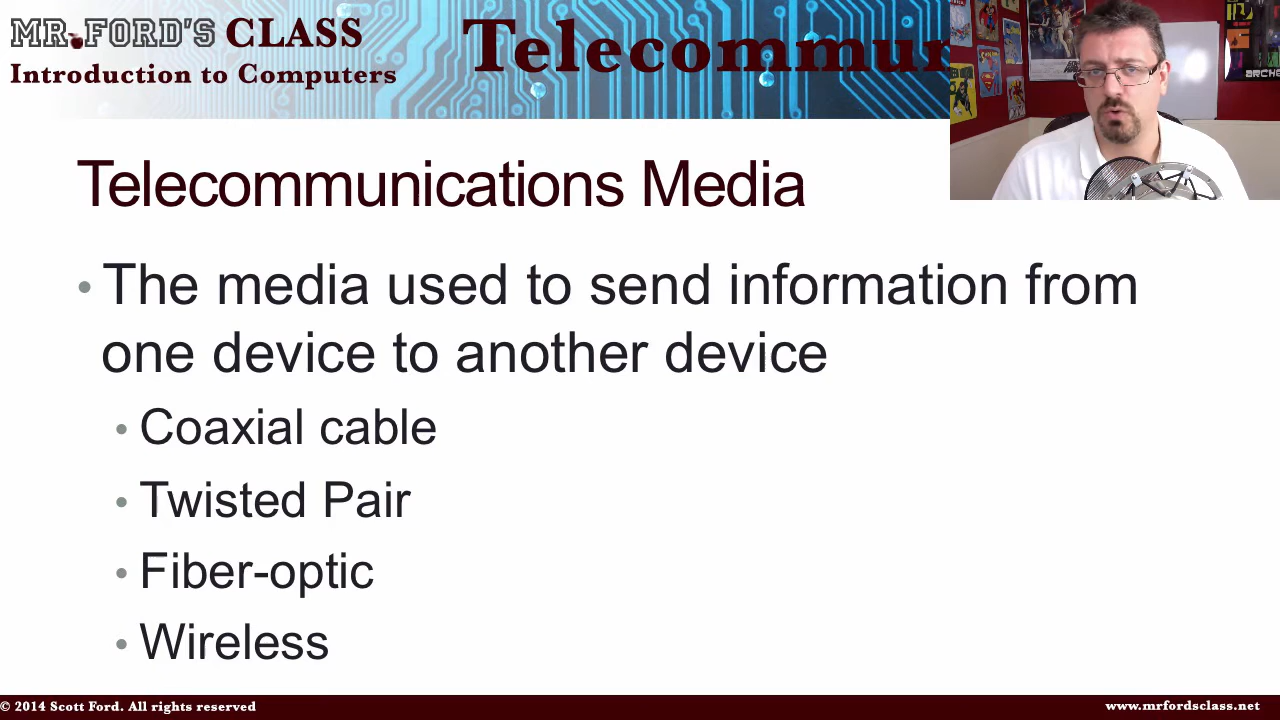 MR. FORD'S CLASS
Introduction to Computers
Telecommun
ARCHE
Telecommunications Media
• The media used to send information from
one device to another device
• Coaxial cable
• Twisted Pair
• Fiber-optic
• Wireless
© 2014 Scott Ford. All rights reserved
www.mrfordsclass.net